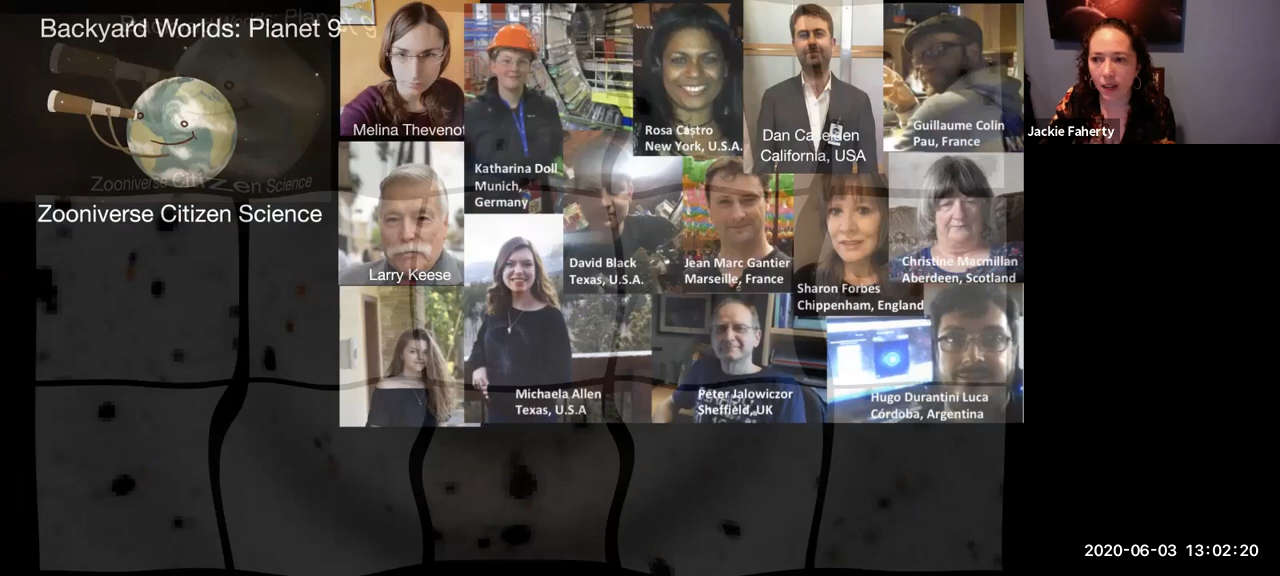 Backyard Worlds: Planet 9
Zooniverse Citizen Science
Zooniverse Citizen Science
Melina Thevenot
Katharina Doll
Munich,
Germany
Rosa Castro
New York, U.S.A.
Dan Caselden
California, USA
Guillaume Colin
Pau, France
Larry Keese
David Black
Texas, U.S.A.
Jean Marc Gantier
Marseille, France
Sharon Forbes
Chippenham, England
Christine Macmillan
Aberdeen, Scotland
Michaela Allen
Texas, U.S.A
Peter Jalowiczor
Sheffield, UK
Hugo Durantini Luca
Córdoba, Argentina
Jackie Faherty
2020-06-03 13:02:20